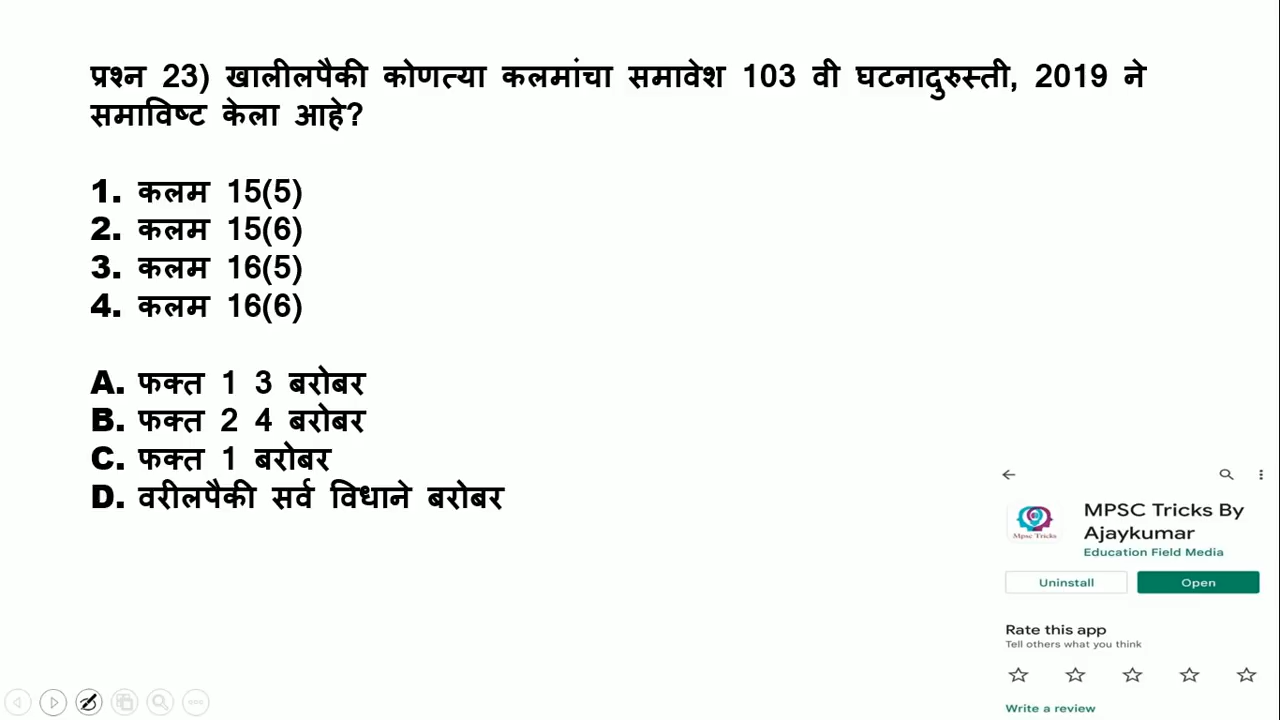 प्रश्न 23) खालीलपैकी कोणत्या कलमांचा समावेश 103 वी घटनादुरुस्ती, 2019 ने
समाविष्ट केला आहे?
1. कलम 15(5)
2. कलम 15(6)
3. कलम 16(5)
4. कलम 16(6)
A. फक्त 1 3 बरोबर
B. फक्त 2 4 बरोबर
C. फक्त 1 बरोबर
D. वरीलपैकी सर्व विधाने बरोबर
MPSC Tricks By
Ajaykumar
Mpsc Tricks
Education Field Media
Uninstall Open
Rate this app
Tell others what you think
Write a review